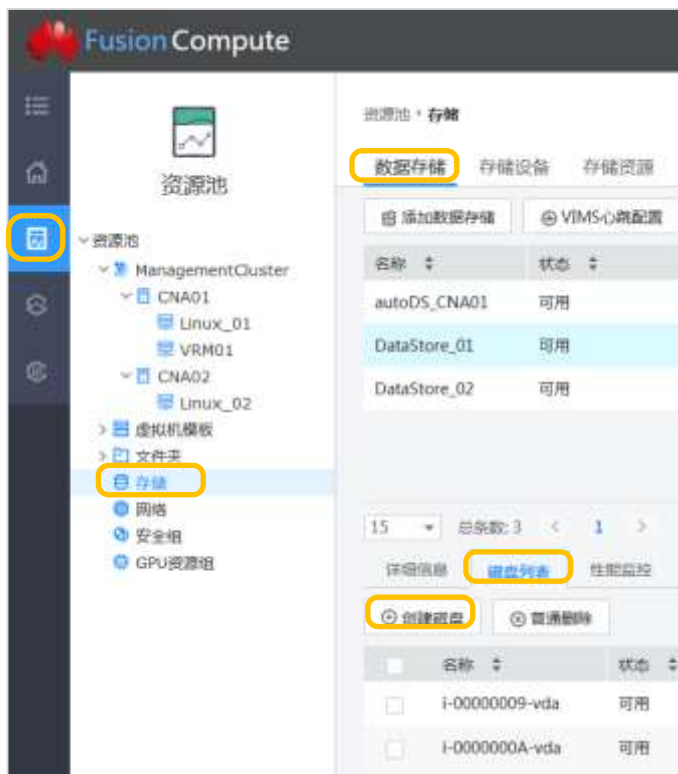 Fusion Compute
资源池
资源池
ManagementCluster
CNA01
Linux_01
VRM01
CNA02
Linux_02
虚拟机模板
文件夹
存储
网络
安全组
GPU资源组
资源池 › 存储
数据存储 存储设备 存储资源
添加数据存储 VIMS心跳配置
名称 状态
autoDS_CNA01 可用
DataStore_01 可用
DataStore_02 可用
15 总条数: 3 < 1 >
详细信息 磁盘列表 性能监控
创建磁盘 普通删除
名称 状态
i-00000009-vda 可用
i-0000000A-vda 可用